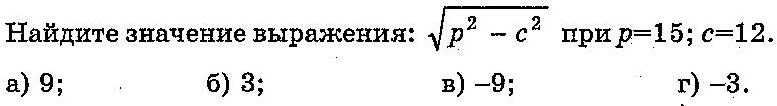 Найдите значение выражения: √(p² − c²) при p=15; c=12.
а) 9; б) 3; в) −9; г) −3.